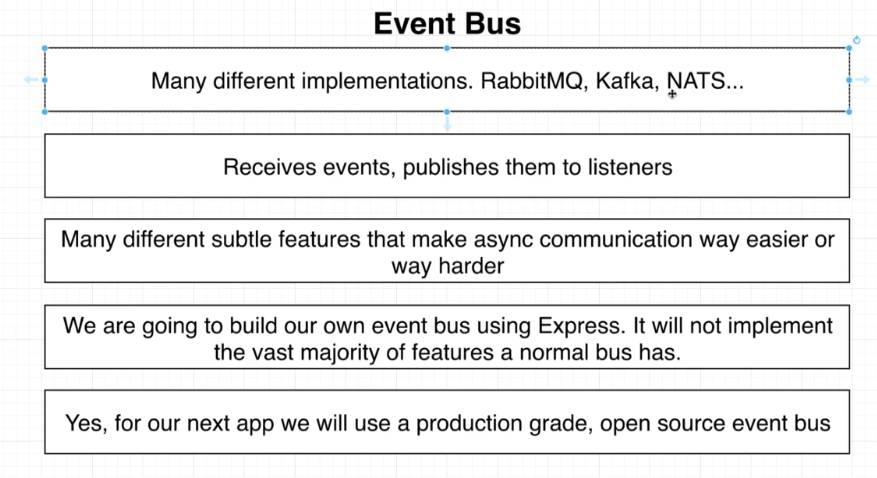 Event Bus
Many different implementations. RabbitMQ, Kafka, NATS...
Receives events, publishes them to listeners
Many different subtle features that make async communication way easier or
way harder
We are going to build our own event bus using Express. It will not implement
the vast majority of features a normal bus has.
Yes, for our next app we will use a production grade, open source event bus